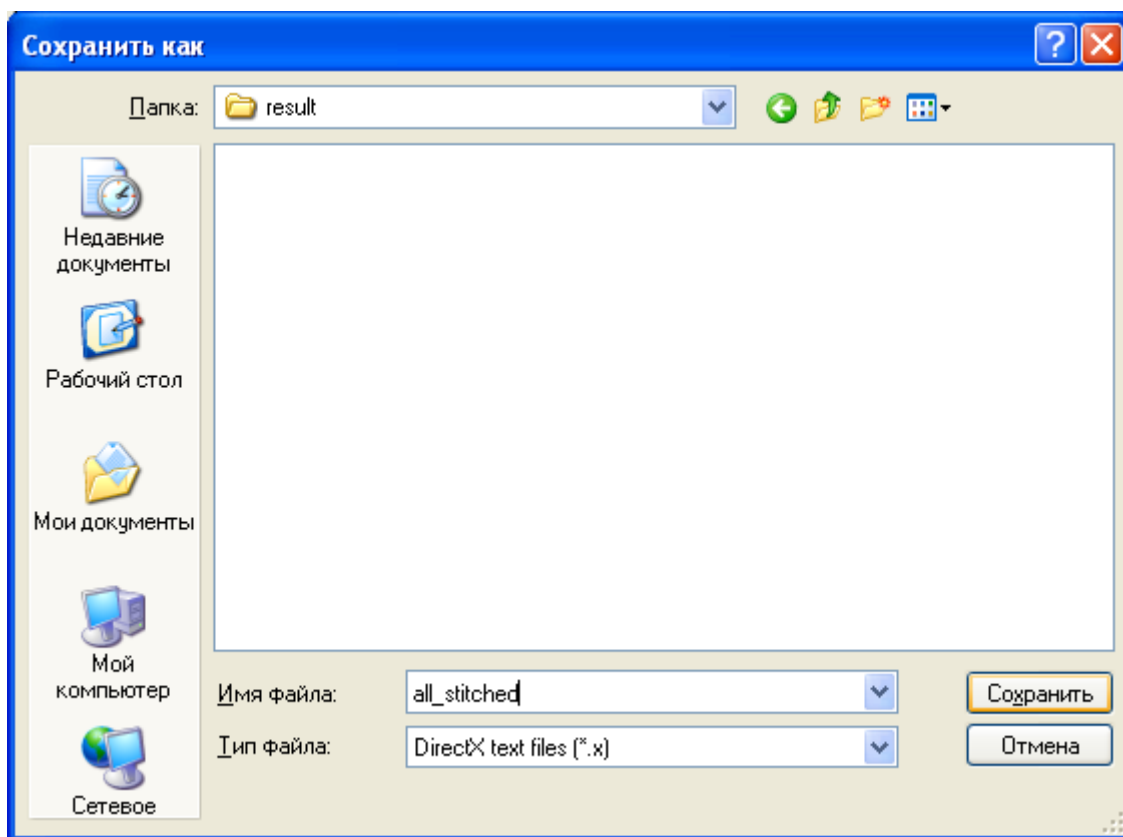 Сохранить как
Папка: result
Недавние
документы
Рабочий стол
Мои документы
Мой
компьютер
Сетевое
Имя файла: all_stitched Сохранить
Тип файла: DirectX text files (*.x) Отмена